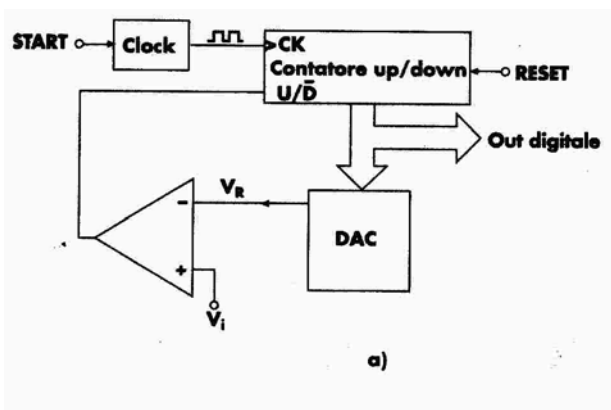 START
Clock
CK
Contatore up/down
U/D̅
RESET
Out digitale
V_R
DAC
−
+
V_i
a)